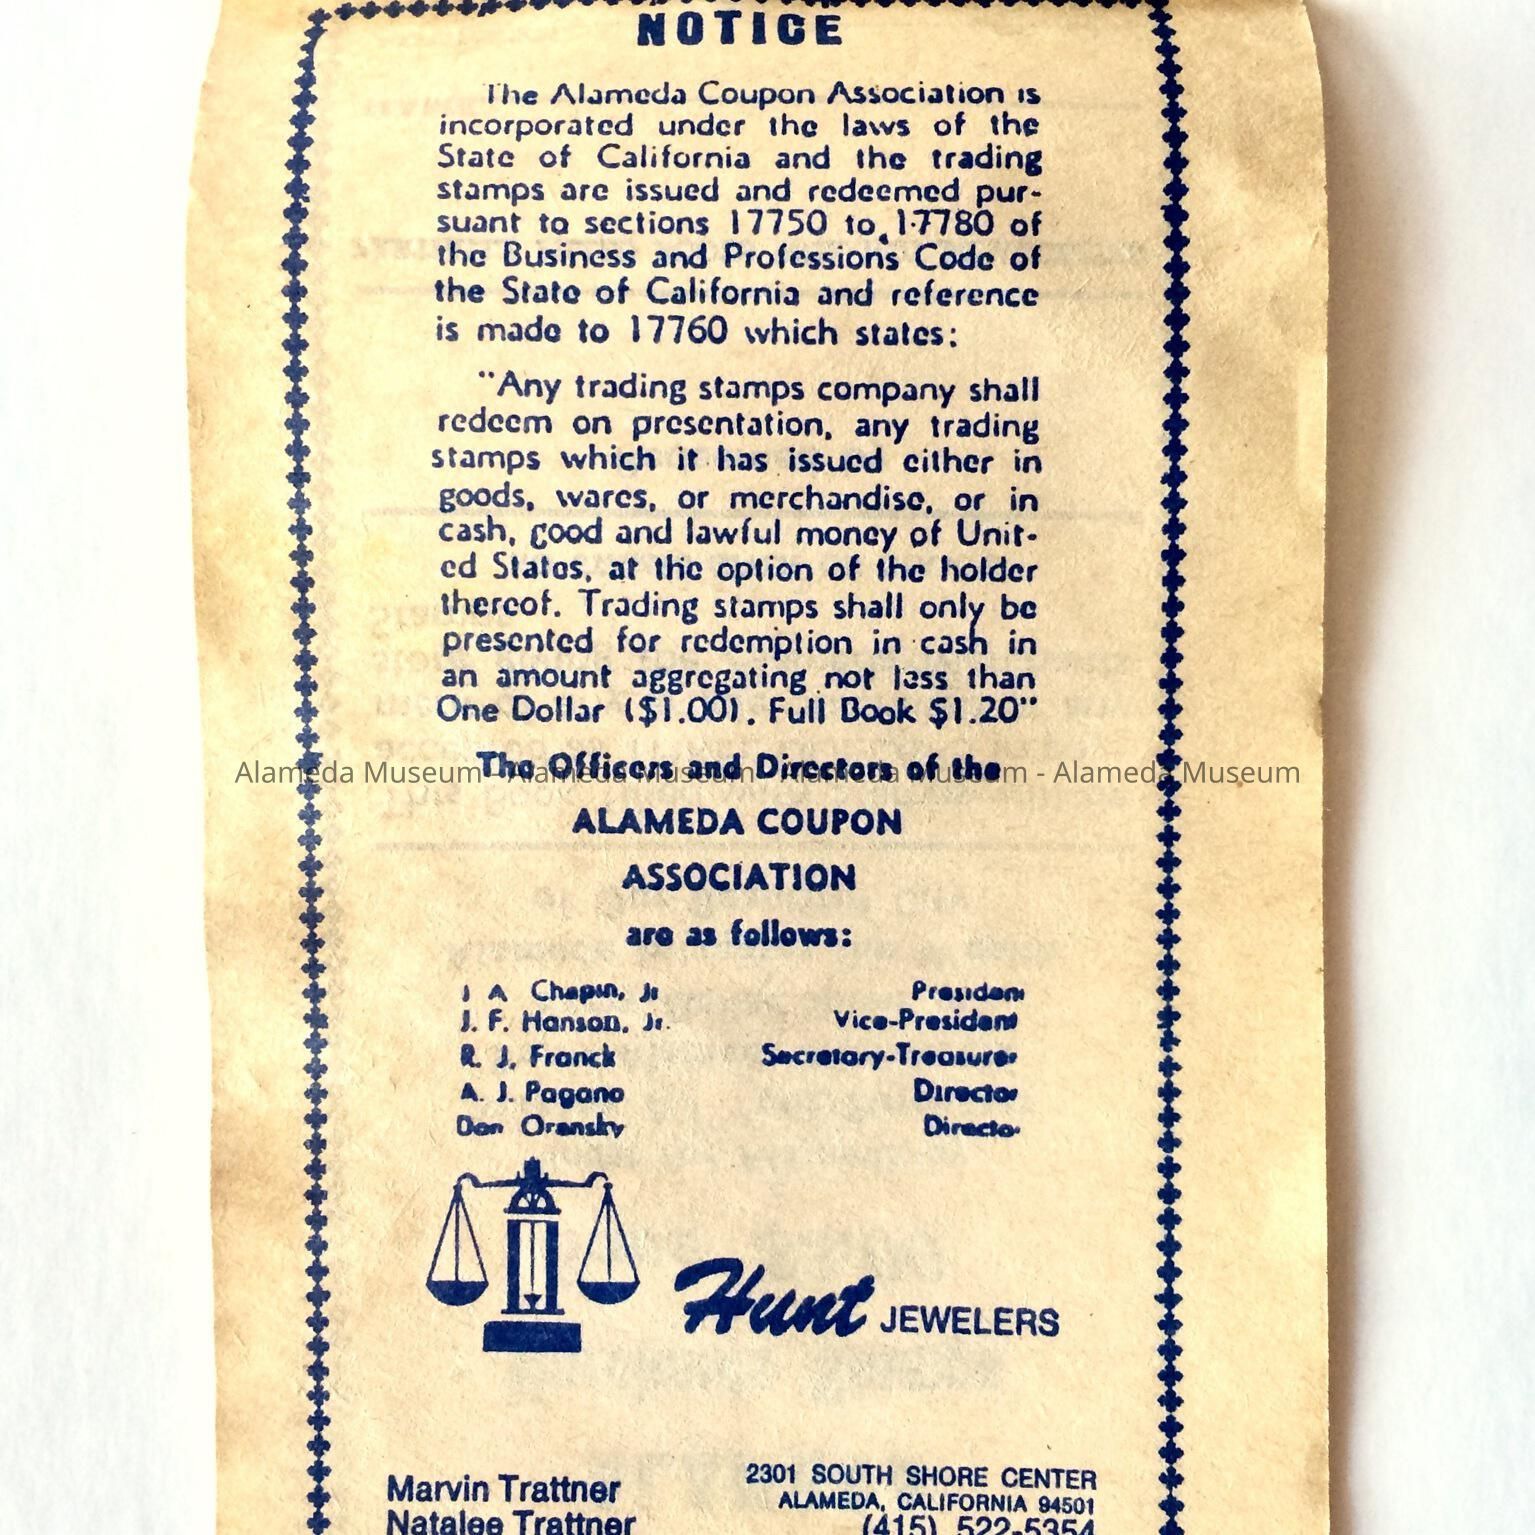 NOTICE
The Alameda Coupon Association is
incorporated under the laws of the
State of California and the trading
stamps are issued and redeemed pur-
suant to sections 17750 to 17780 of
the Business and Professions Code of
the State of California and reference
is made to 17760 which states:
"Any trading stamps company shall
redeem on presentation, any trading
stamps which it has issued either in
goods, wares, or merchandise, or in
cash, good and lawful money of Unit-
ed States, at the option of the holder
thereof. Trading stamps shall only be
presented for redemption in cash in
an amount aggregating not less than
One Dollar ($1.00). Full Book $1.20"
The Officers and Directors of the
Alameda Museum - Alameda Museum - Alameda Museum - Alameda Museum
ALAMEDA COUPON
ASSOCIATION
are as follows:
J A Chapin, Jr President
J. F. Hanson, Jr. Vice-President
R. J. Franck Secretary-Treasurer
A. J. Pagano Director
Don Oransky Director
Hunt JEWELERS
Marvin Trattner 2301 SOUTH SHORE CENTER
ALAMEDA, CALIFORNIA 94501
Natalee Trattner (415) 522-5354